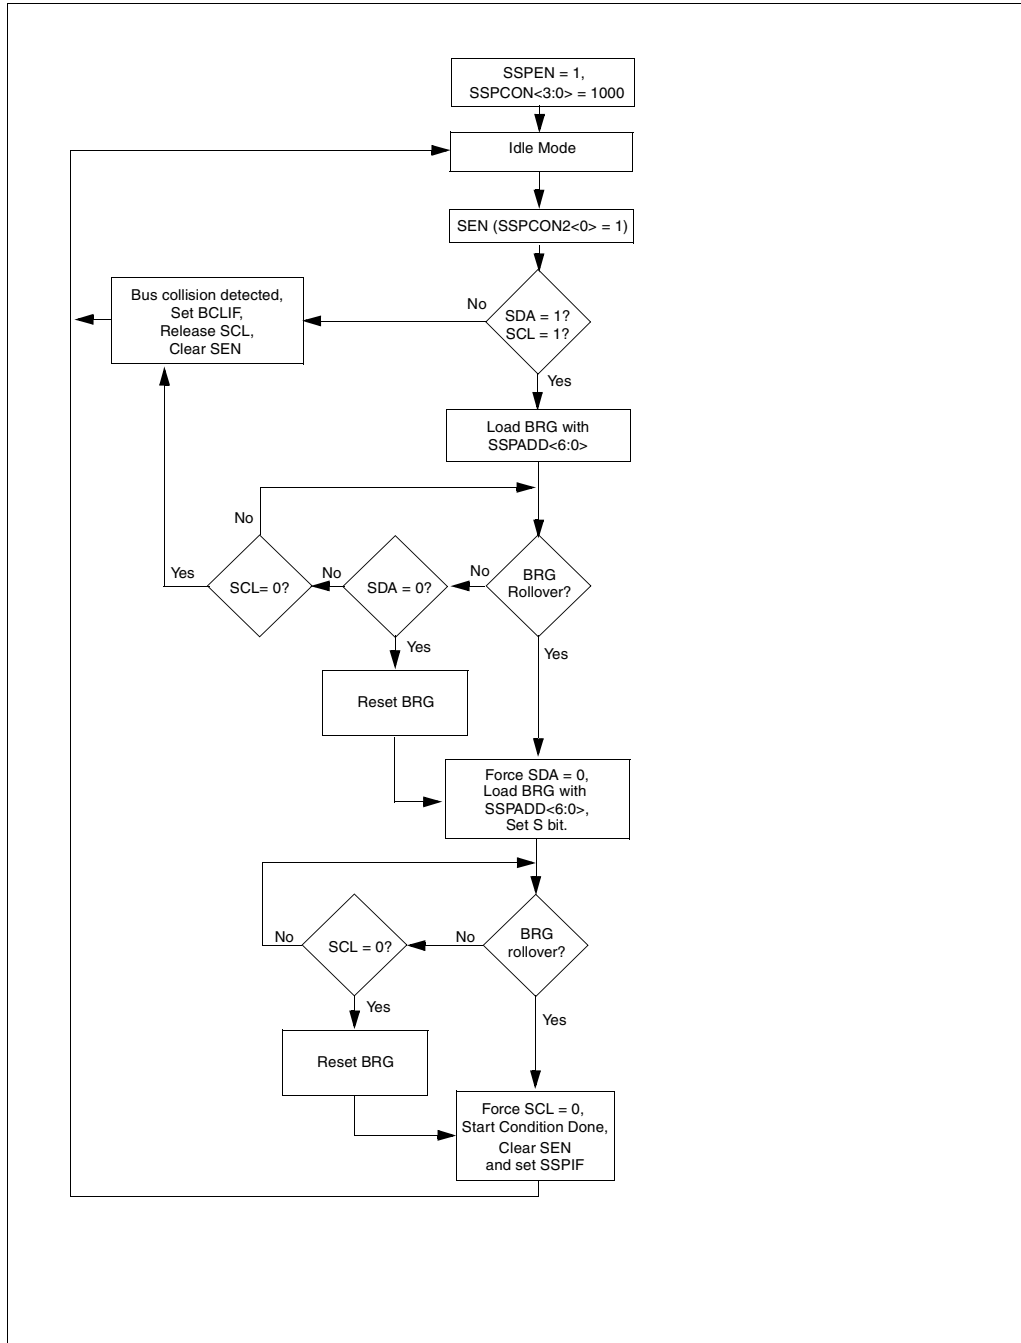 SSPEN = 1,
SSPCON<3:0> = 1000
Idle Mode
SEN (SSPCON2<0> = 1)
Bus collision detected,
Set BCLIF,
Release SCL,
Clear SEN
No
SDA = 1?
SCL = 1?
Yes
Load BRG with
SSPADD<6:0>
No
Yes
SCL= 0?
No
SDA = 0?
No
BRG
Rollover?
Yes
Yes
Reset BRG
Force SDA = 0,
Load BRG with
SSPADD<6:0>,
Set S bit.
No
SCL = 0?
No
BRG
rollover?
Yes
Yes
Reset BRG
Force SCL = 0,
Start Condition Done,
Clear SEN
and set SSPIF